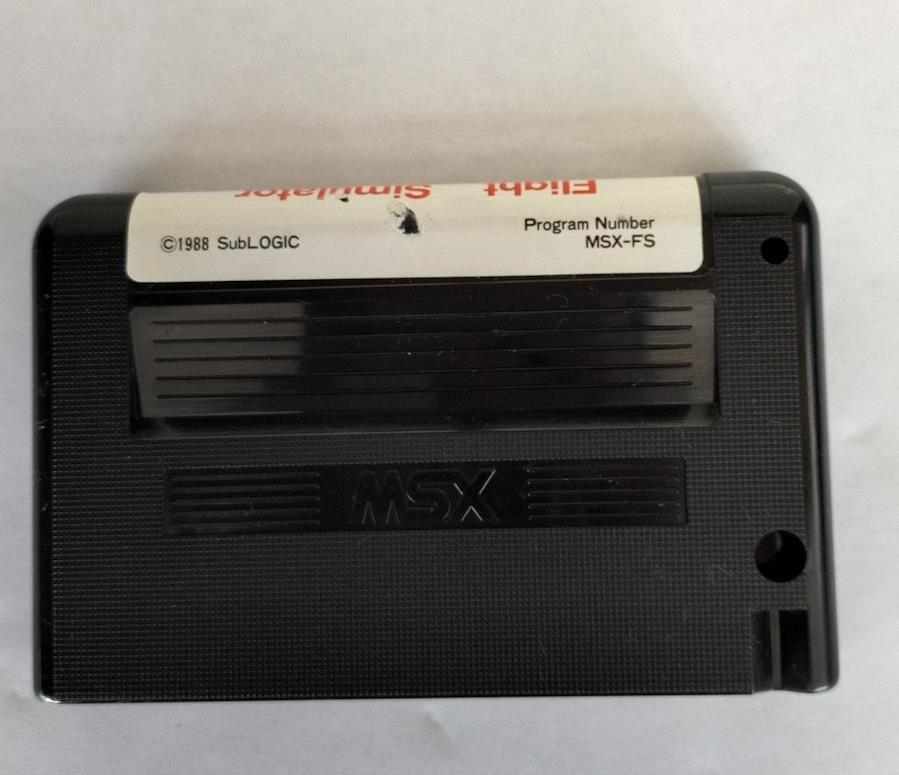 Flight Simulator
©1988 SubLOGIC
Program Number
MSX-FS
MSX